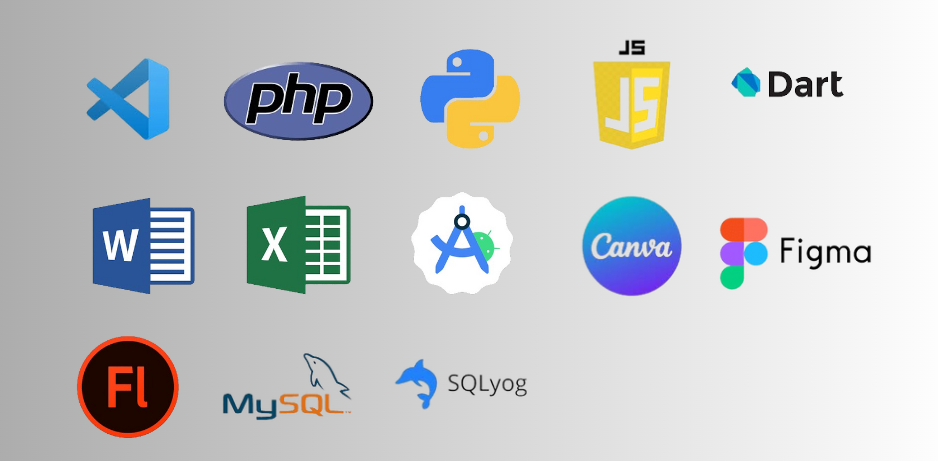 php
JS
JS
Dart
W
X
Canva
Figma
Fl
MySQL
SQLyog